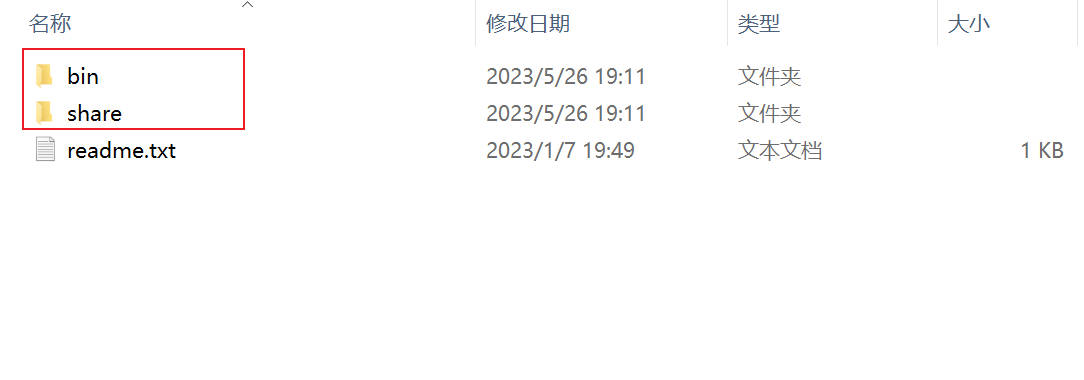 名称 修改日期 类型 大小
bin 2023/5/26 19:11 文件夹
share 2023/5/26 19:11 文件夹
readme.txt 2023/1/7 19:49 文本文档 1 KB